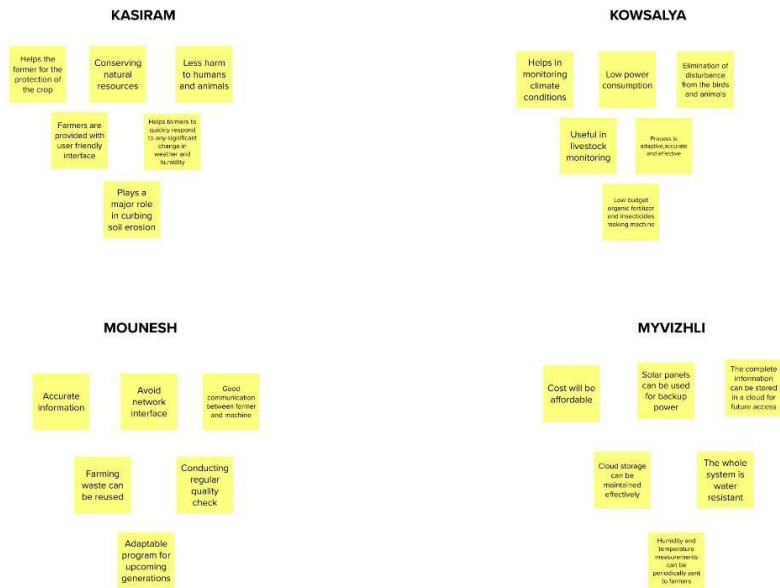 KASIRAM
Helps the
farmer for the
protection of
the crop
Conserving
natural
resources
Less harm
to humans
and animals
Farmers are
provided with
user friendly
interface
Helps farmers to
quickly respond
to any significant
change in
weather and
humidity
Plays a
major role
in curbing
soil erosion
KOWSALYA
Helps in
monitoring
climate
conditions
Low power
consumption
Elimination of
disturbance
from the birds
and animals
Useful in
livestock
monitoring
Process is
adaptive,accurate
and effective
Low budget
organic fertilizer
and insecticides
making machine
MOUNESH
Accurate
information
Avoid
network
interface
Good
communication
between farmer
and machine
Farming
waste can
be reused
Conducting
regular
quality
check
Adaptable
program for
upcoming
generations
MYVIZHLI
Cost will be
affordable
Solar panels
can be used
for backup
power
The complete
information
can be stored
in a cloud for
future access
Cloud storage
can be
maintained
effectively
The whole
system is
water
resistant
Humidity and
temperature
measurements
can be
periodically sent
to farmers